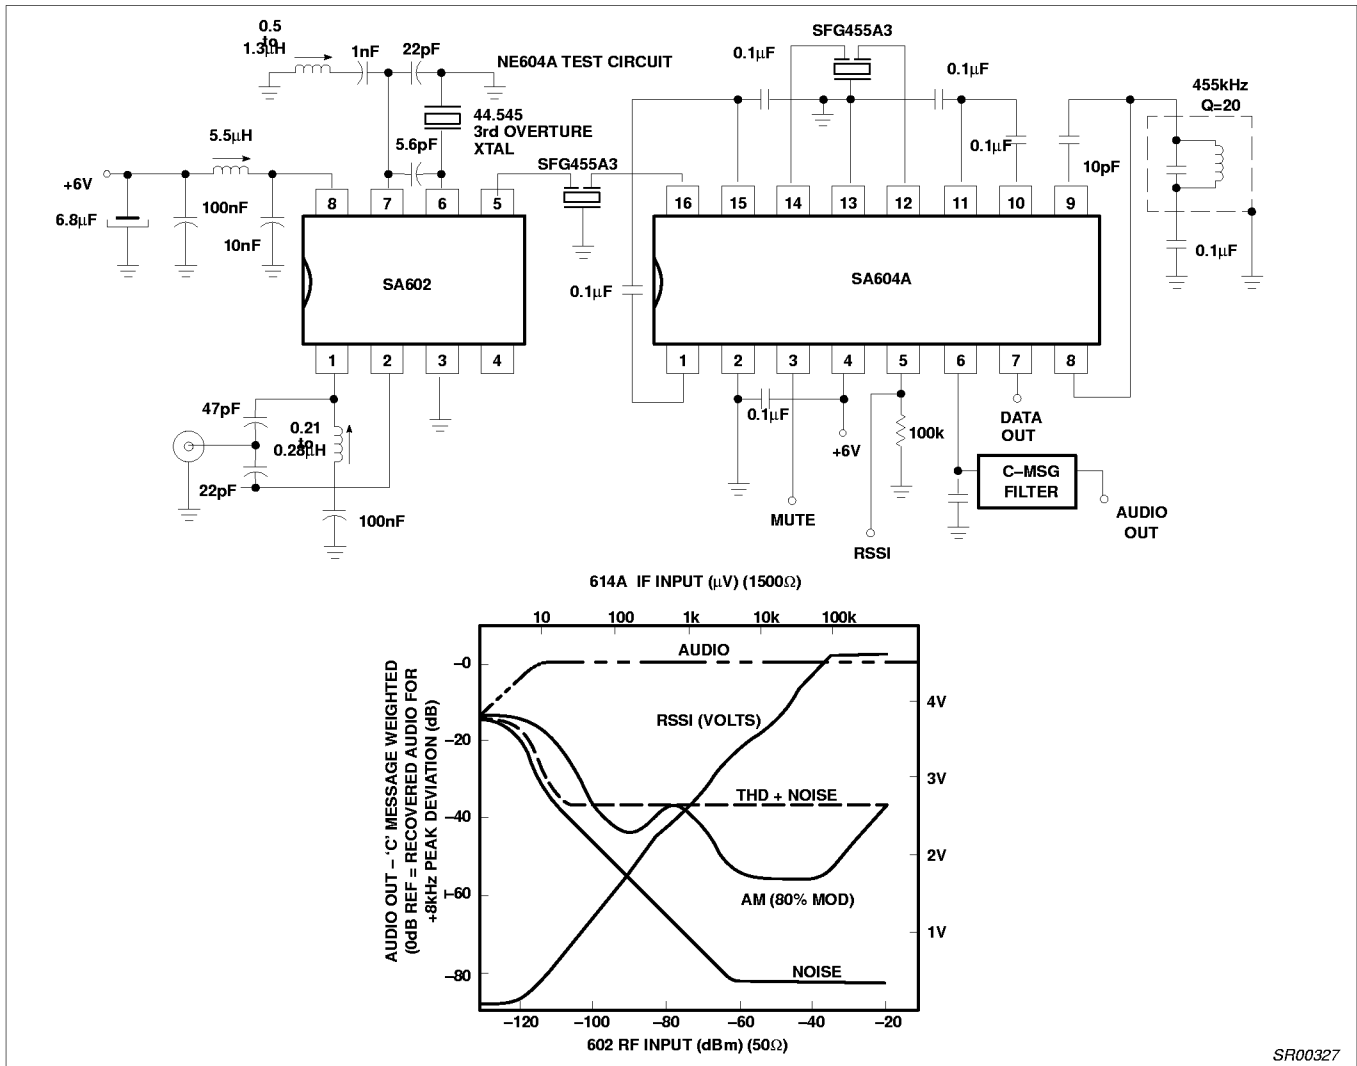 0.5
to
1.3µH
1nF
22pF
NE604A TEST CIRCUIT
44.545
3rd OVERTURE
XTAL
5.6pF
5.5µH
+6V
6.8µF
100nF
10nF
SFG455A3
SFG455A3
0.1µF
0.1µF
0.1µF
455kHz
Q=20
10pF
0.1µF
0.1µF
8
7
6
5
SA602
1
2
3
4
16
15
14
13
12
11
10
9
SA604A
1
2
3
4
5
6
7
8
47pF
0.21
to
0.28µH
22pF
100nF
0.1µF
+6V
100k
MUTE
RSSI
DATA
OUT
C–MSG
FILTER
AUDIO
OUT
614A IF INPUT (µV) (1500Ω)
10
100
1k
10k
100k
AUDIO OUT – 'C' MESSAGE WEIGHTED
(0dB REF = RECOVERED AUDIO FOR
+8kHz PEAK DEVIATION (dB)
–0
–20
–40
–60
–80
AUDIO
RSSI (VOLTS)
THD + NOISE
AM (80% MOD)
NOISE
4V
3V
2V
1V
–120
–100
–80
–60
–40
–20
602 RF INPUT (dBm) (50Ω)
SR00327